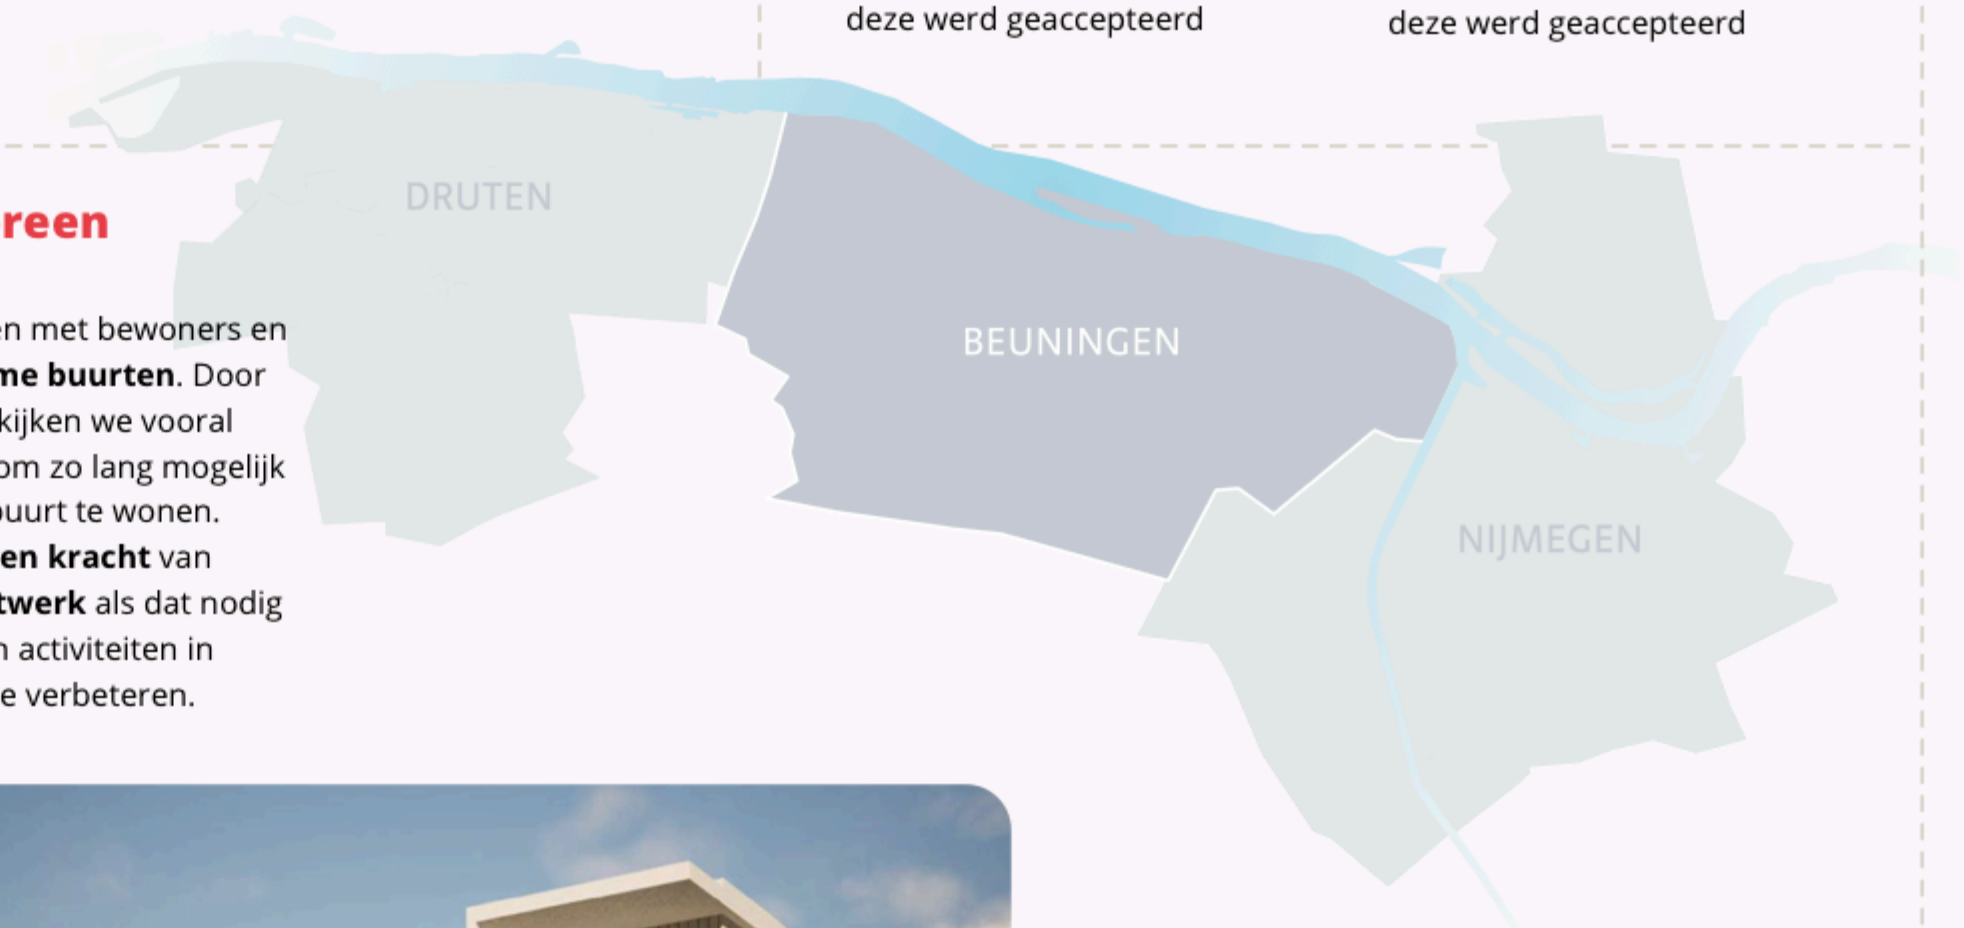 deze werd geaccepteerd
deze werd geaccepteerd
DRUTEN
BEUNINGEN
NIJMEGEN
reen
en met bewoners en
me buurten. Door
kijken we vooral
om zo lang mogelijk
buurt te wonen.
en kracht van
twerk als dat nodig
n activiteiten in
e verbeteren.